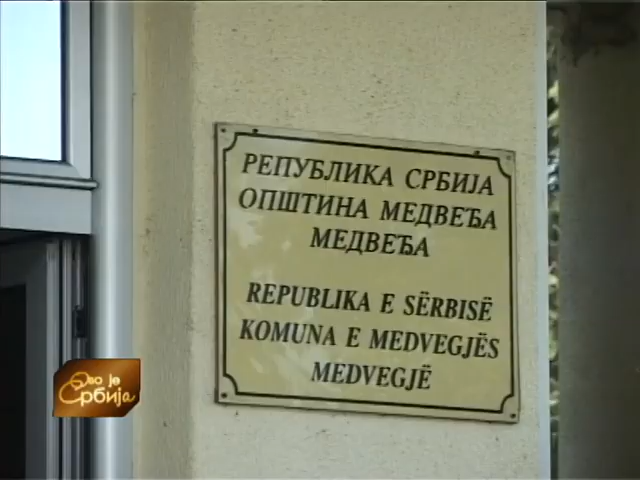 РЕПУБЛИКА СРБИЈА
ОПШТИНА МЕДВЕЂА
МЕДВЕЂА
REPUBLIKA E SËRBISË
KOMUNA E MEDVEGJËS
MEDVEGJË
Ово је
Србија